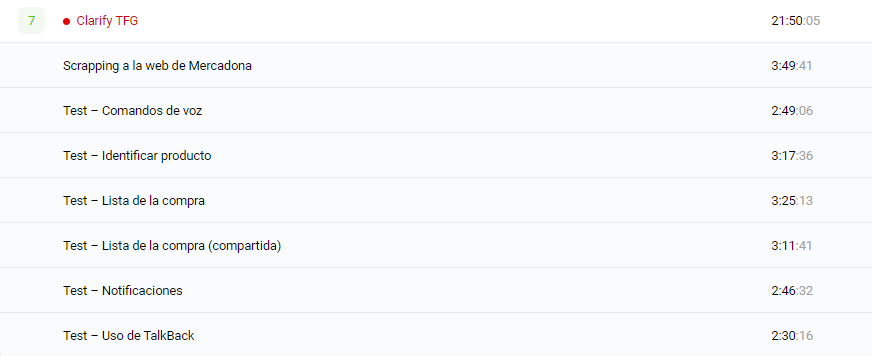 7 Clarify TFG 21:50:05
Scrapping a la web de Mercadona 3:49:41
Test – Comandos de voz 2:49:06
Test – Identificar producto 3:17:36
Test – Lista de la compra 3:25:13
Test – Lista de la compra (compartida) 3:11:41
Test – Notificaciones 2:46:32
Test – Uso de TalkBack 2:30:16